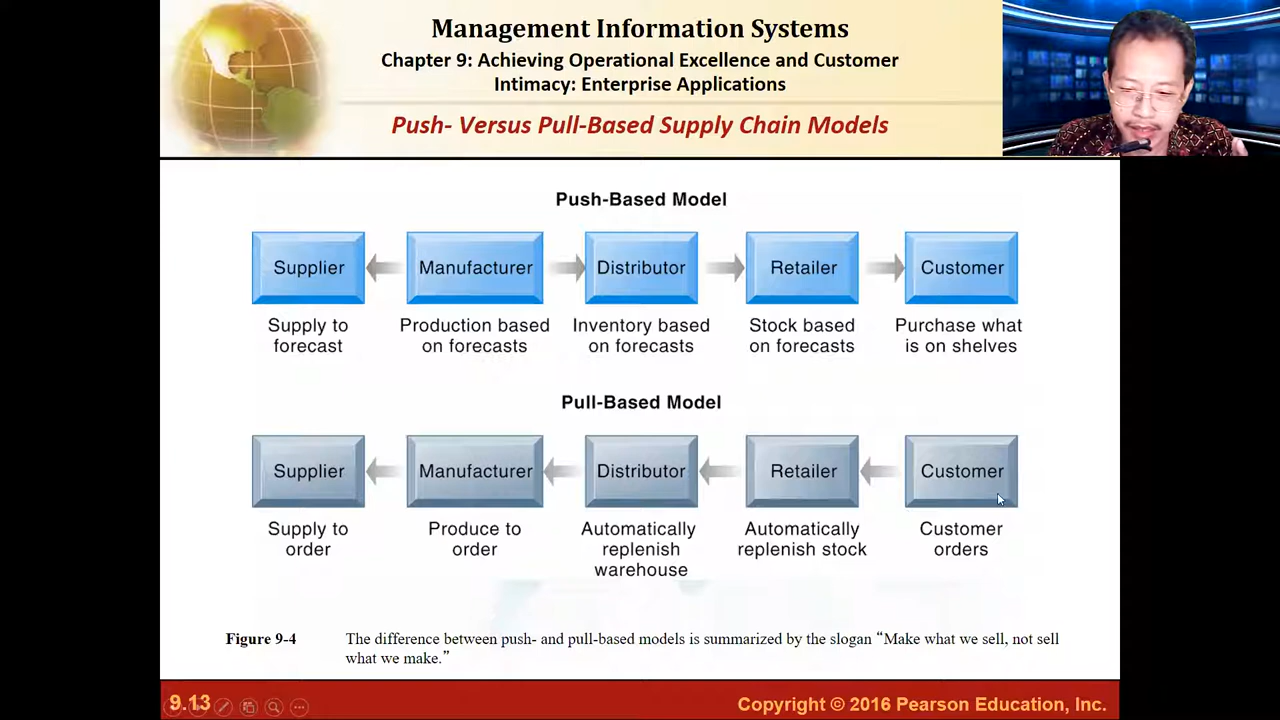 Management Information Systems
Chapter 9: Achieving Operational Excellence and Customer
Intimacy: Enterprise Applications
Push- Versus Pull-Based Supply Chain Models
Push-Based Model
Supplier
Manufacturer
Distributor
Retailer
Customer
Supply to
forecast
Production based
on forecasts
Inventory based
on forecasts
Stock based
on forecasts
Purchase what
is on shelves
Pull-Based Model
Supplier
Manufacturer
Distributor
Retailer
Customer
Supply to
order
Produce to
order
Automatically
replenish
warehouse
Automatically
replenish stock
Customer
orders
Figure 9-4
The difference between push- and pull-based models is summarized by the slogan “Make what we sell, not sell
what we make.”
9.13
Copyright © 2016 Pearson Education, Inc.